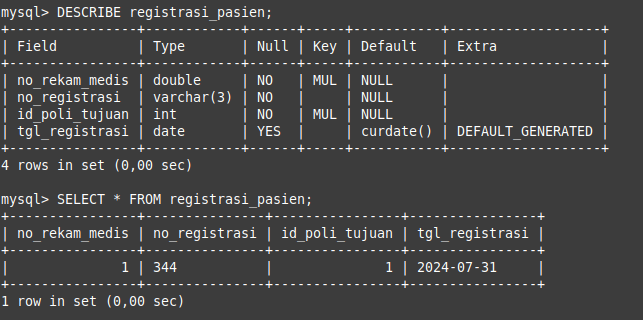 mysql> DESCRIBE registrasi_pasien;
+----------------+------------+------+-----+-----------+-------------------+
| Field          | Type       | Null | Key | Default   | Extra             |
+----------------+------------+------+-----+-----------+-------------------+
| no_rekam_medis | double     | NO   | MUL | NULL      |                   |
| no_registrasi  | varchar(3) | NO   |     | NULL      |                   |
| id_poli_tujuan | int        | NO   | MUL | NULL      |                   |
| tgl_registrasi | date       | YES  |     | curdate() | DEFAULT_GENERATED |
+----------------+------------+------+-----+-----------+-------------------+
4 rows in set (0,00 sec)
mysql> SELECT * FROM registrasi_pasien;
+----------------+---------------+----------------+----------------+
| no_rekam_medis | no_registrasi | id_poli_tujuan | tgl_registrasi |
+----------------+---------------+----------------+----------------+
|              1 | 344           |              1 | 2024-07-31     |
+----------------+---------------+----------------+----------------+
1 row in set (0,00 sec)